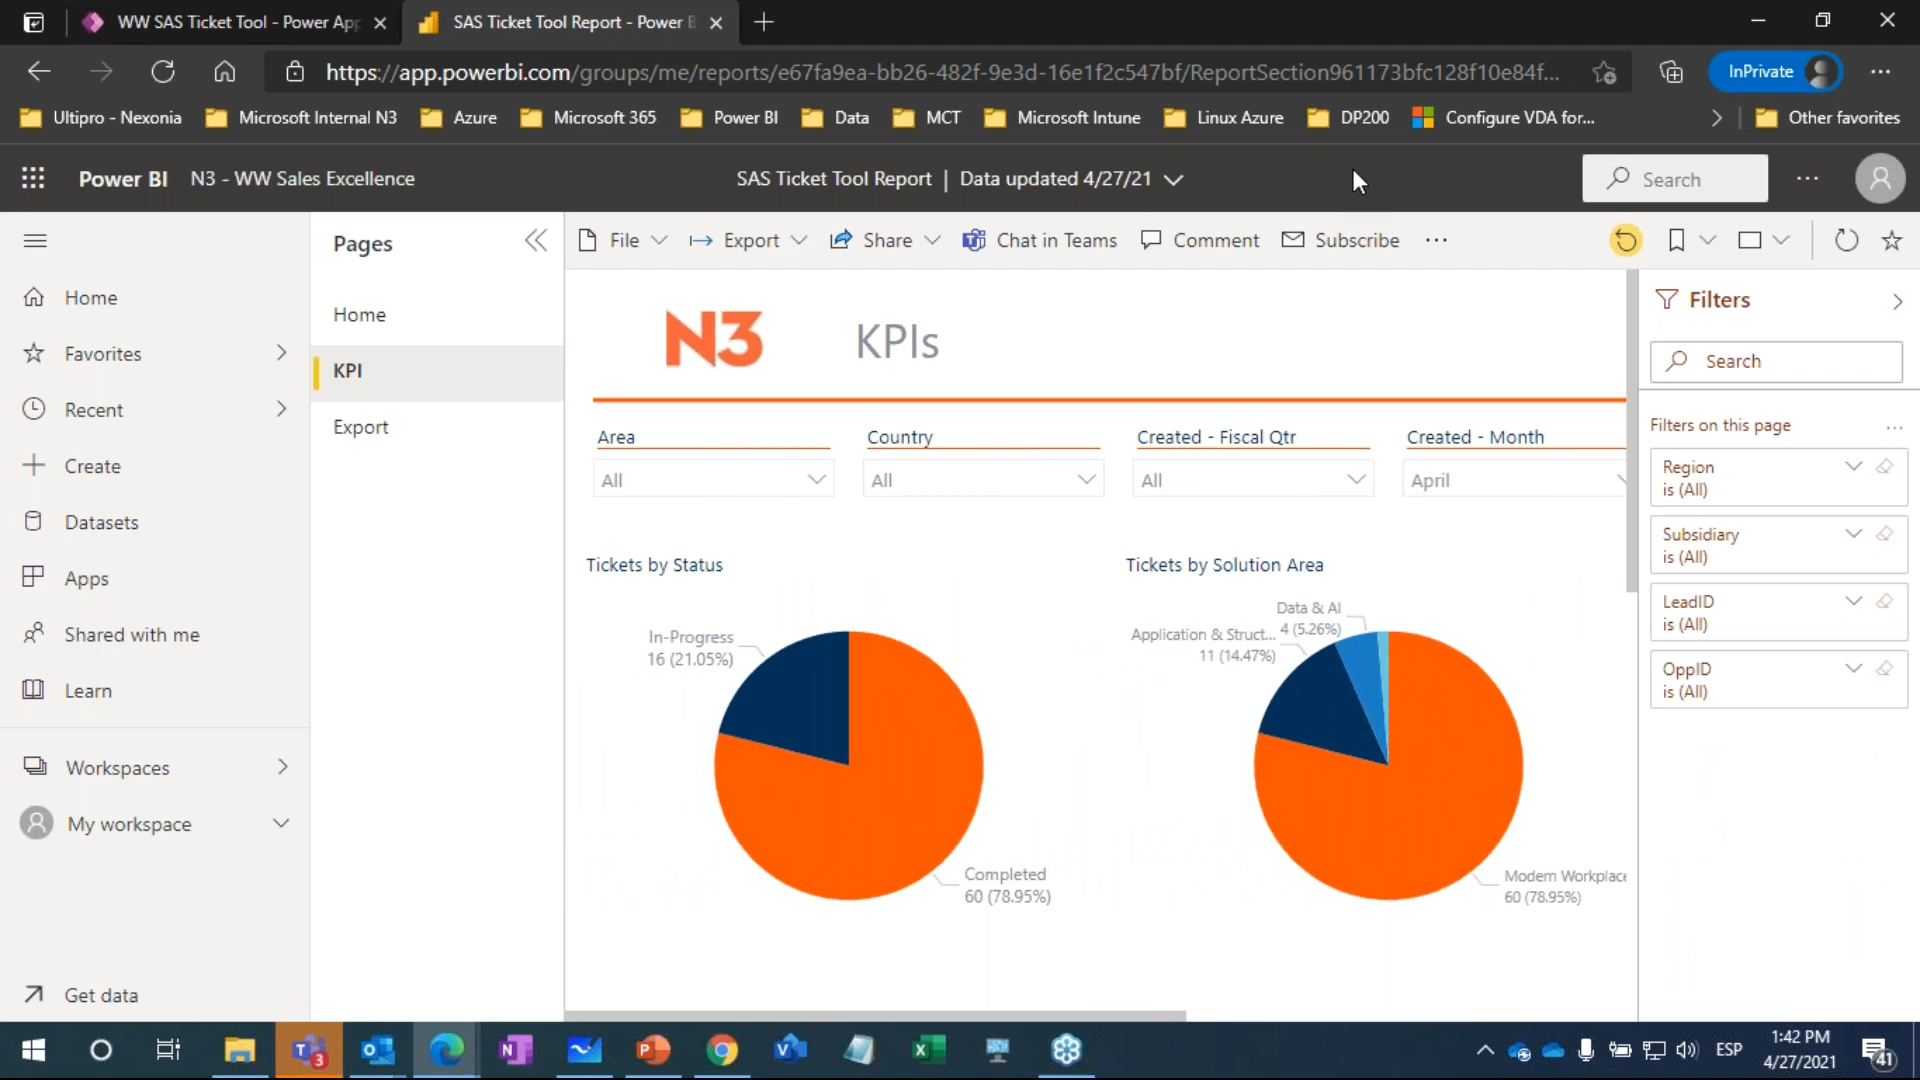 WW SAS Ticket Tool - Power App
SAS Ticket Tool Report - Power B
https://app.powerbi.com/groups/me/reports/e67fa9ea-bb26-482f-9e3d-16e1f2c547bf/ReportSection961173bfc128f10e84f...
InPrivate
Ultipro - Nexonia
Microsoft Internal N3
Azure
Microsoft 365
Power BI
Data
MCT
Microsoft Intune
Linux Azure
DP200
Configure VDA for...
Other favorites
Power BI
N3 - WW Sales Excellence
SAS Ticket Tool Report | Data updated 4/27/21
Search
Home
Favorites
Recent
Create
Datasets
Apps
Shared with me
Learn
Workspaces
My workspace
Get data
Pages
Home
KPI
Export
File
Export
Share
Chat in Teams
Comment
Subscribe
N3
KPIs
Area
All
Country
All
Created - Fiscal Qtr
All
Created - Month
April
Tickets by Status
In-Progress
16 (21.05%)
Completed
60 (78.95%)
Tickets by Solution Area
Data & AI
4 (5.26%)
Application & Struct...
11 (14.47%)
Modern Workplace
60 (78.95%)
Filters
Search
Filters on this page
Region
is (All)
Subsidiary
is (All)
LeadID
is (All)
OppID
is (All)
3
ESP
1:42 PM
4/27/2021
41